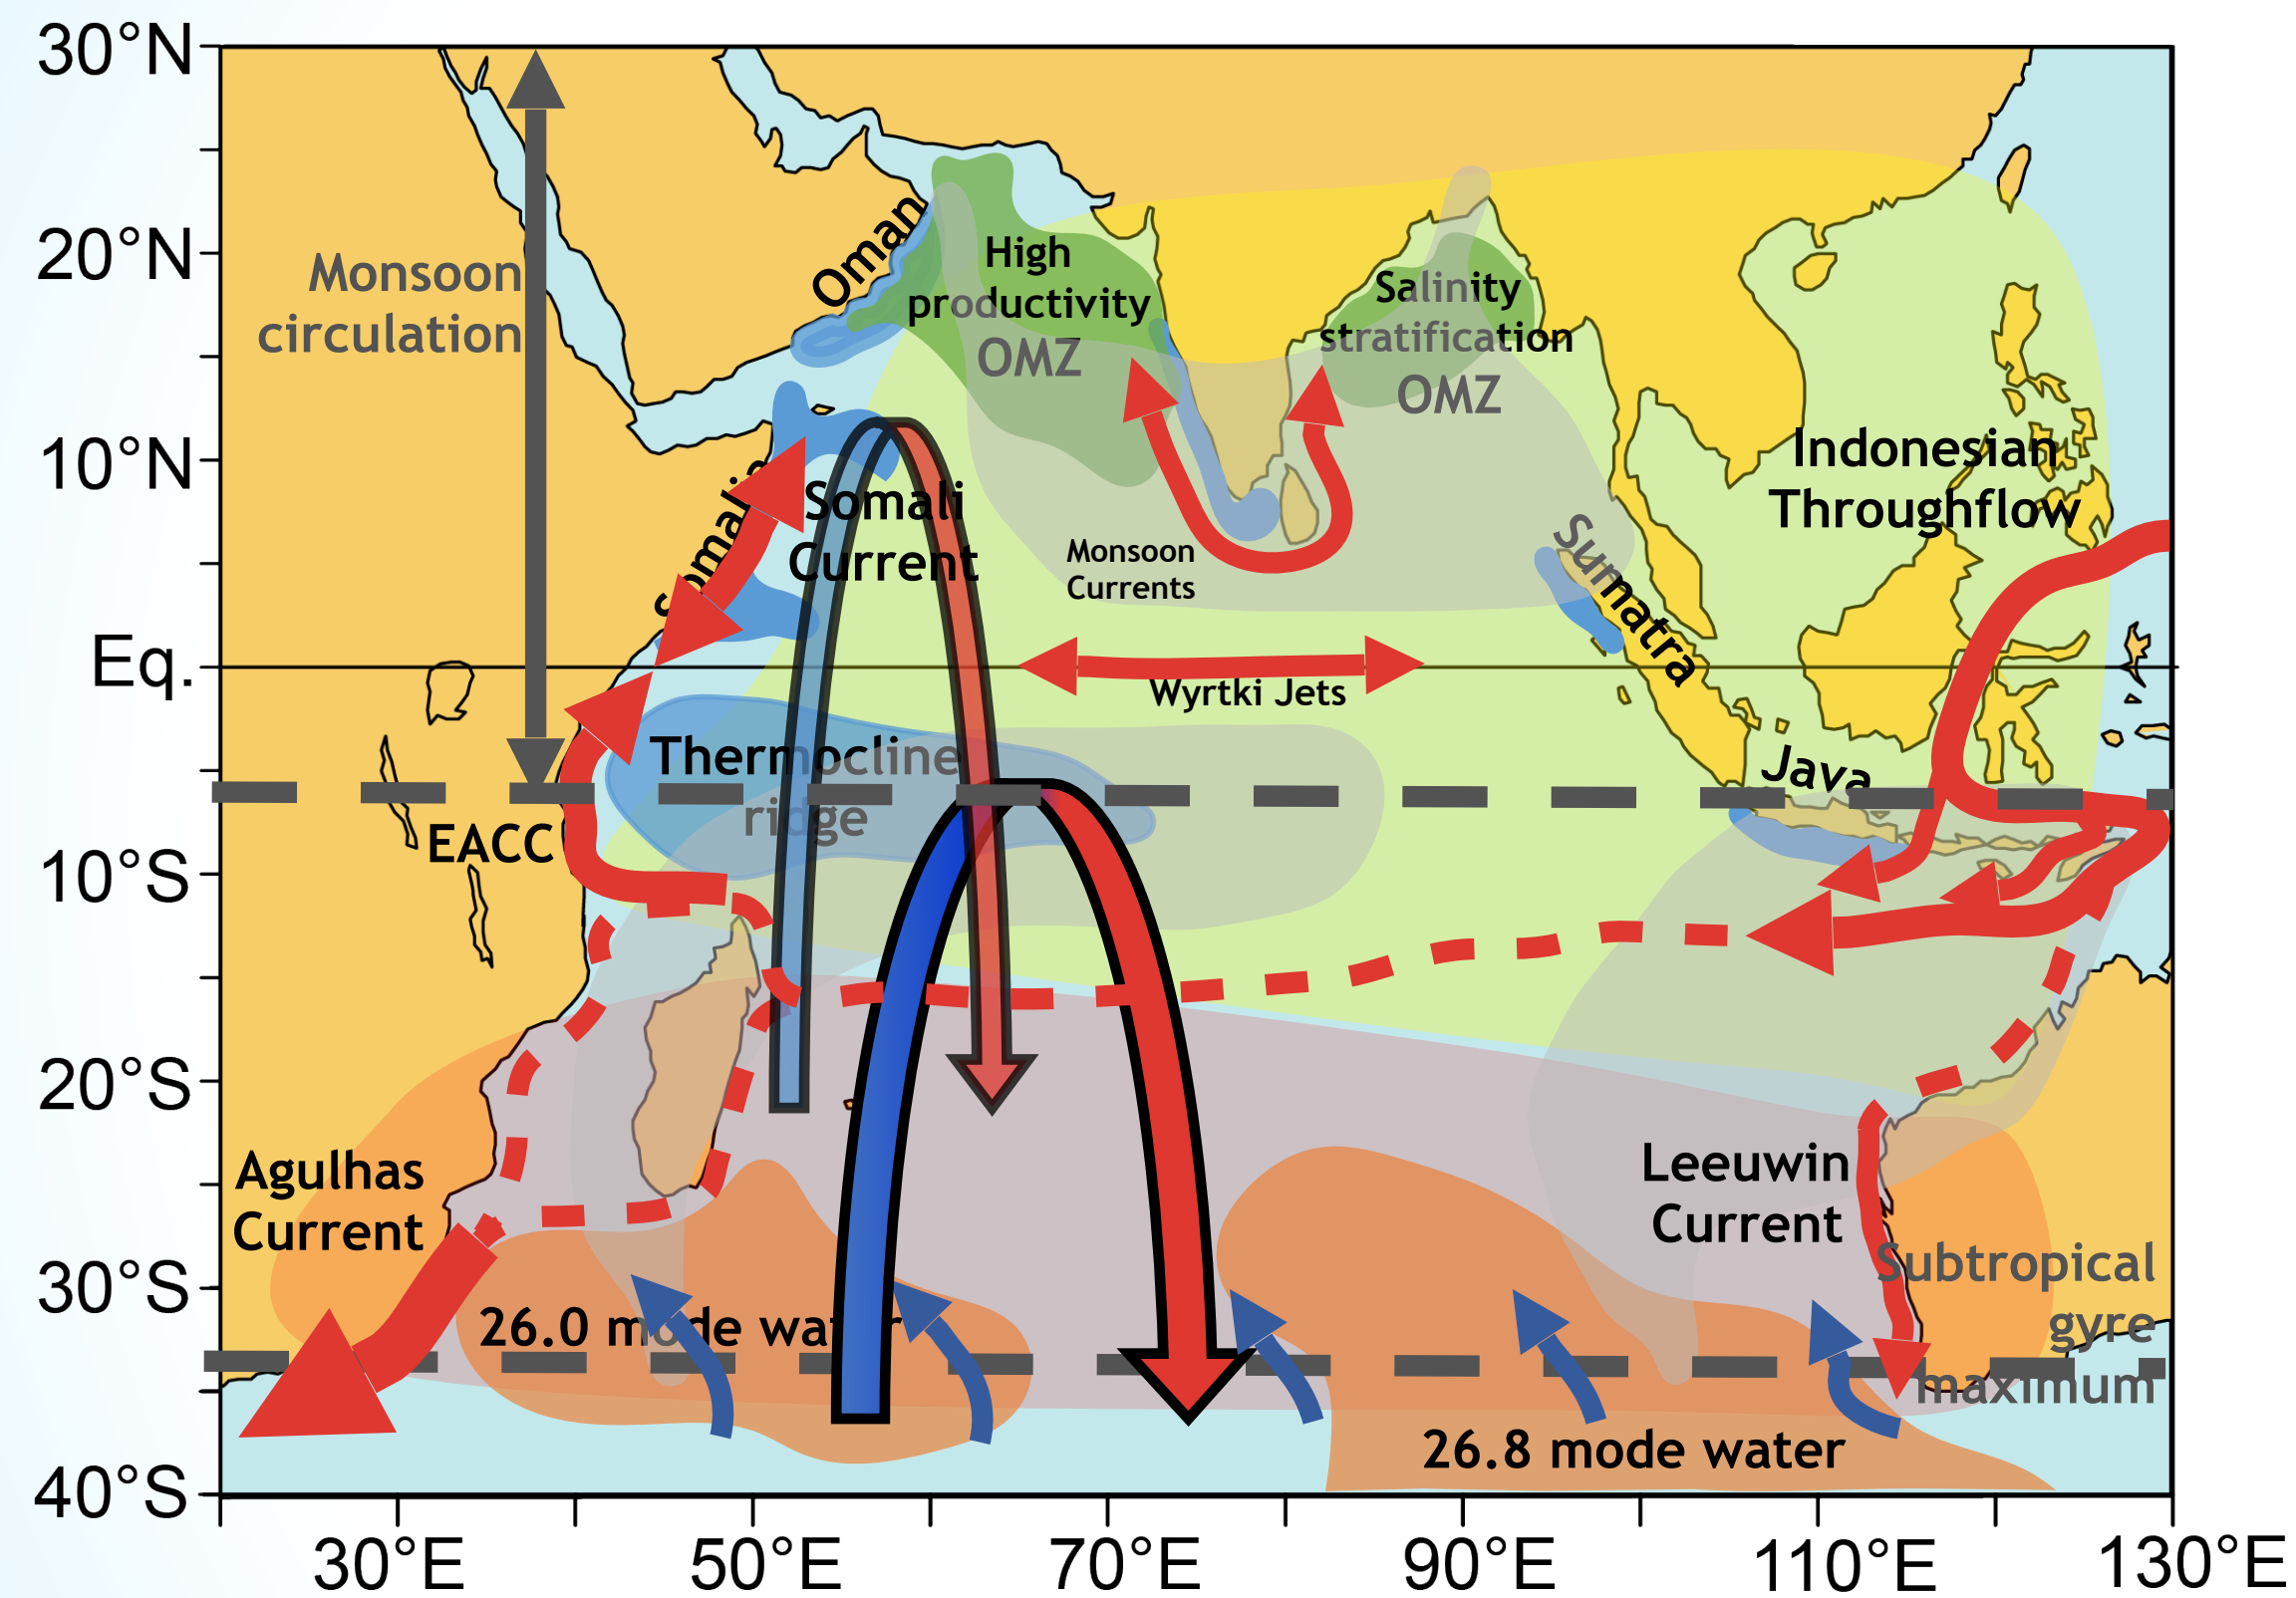 30°N
20°N
10°N
Eq.
10°S
20°S
30°S
40°S
30°E
50°E
70°E
90°E
110°E
130°E
Monsoon
circulation
Oman
High
productivity
OMZ
Salinity
stratification
OMZ
Somalia
Somali
Current
Monsoon
Currents
Indonesian
Throughflow
Sumatra
Wyrtki Jets
Thermocline
ridge
Java
EACC
Agulhas
Current
Leeuwin
Current
Subtropical
gyre
maximum
26.0 mode water
26.8 mode water